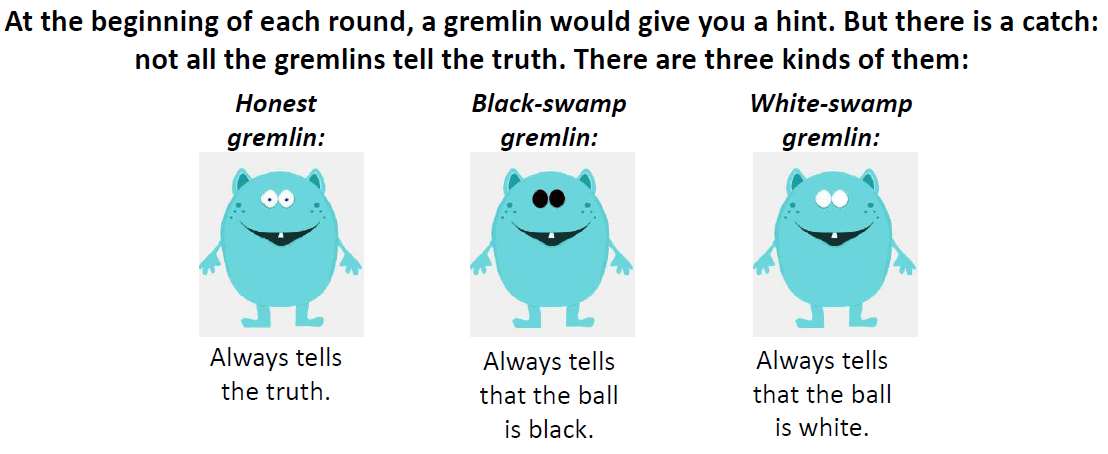 At the beginning of each round, a gremlin would give you a hint. But there is a catch:
not all the gremlins tell the truth. There are three kinds of them:
Honest
gremlin:
Always tells
the truth.
Black-swamp
gremlin:
Always tells
that the ball
is black.
White-swamp
gremlin:
Always tells
that the ball
is white.